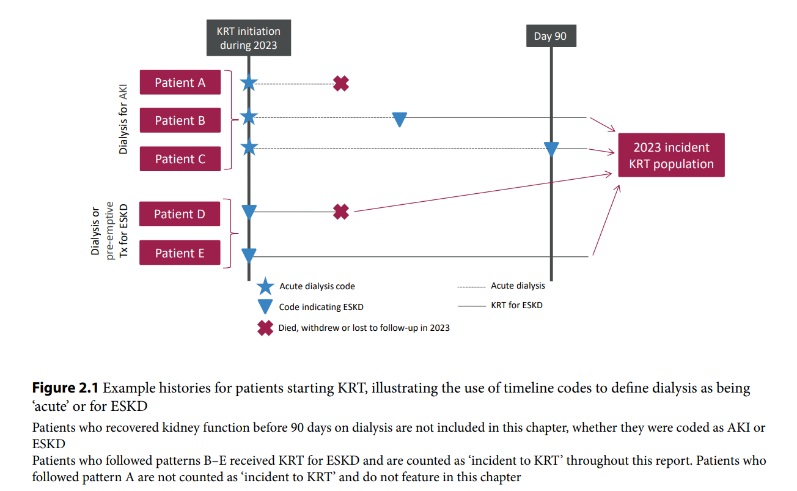 KRT initiation
during 2023
Day 90
Dialysis for AKI
Patient A
Patient B
Patient C
2023 incident
KRT population
Dialysis or
pre-emptive
Tx for ESKD
Patient D
Patient E
Acute dialysis code
Acute dialysis
Code indicating ESKD
KRT for ESKD
Died, withdrew or lost to follow-up in 2023
Figure 2.1 Example histories for patients starting KRT, illustrating the use of timeline codes to define dialysis as being
‘acute’ or for ESKD
Patients who recovered kidney function before 90 days on dialysis are not included in this chapter, whether they were coded as AKI or
ESKD
Patients who followed patterns B–E received KRT for ESKD and are counted as ‘incident to KRT’ throughout this report. Patients who
followed pattern A are not counted as ‘incident to KRT’ and do not feature in this chapter